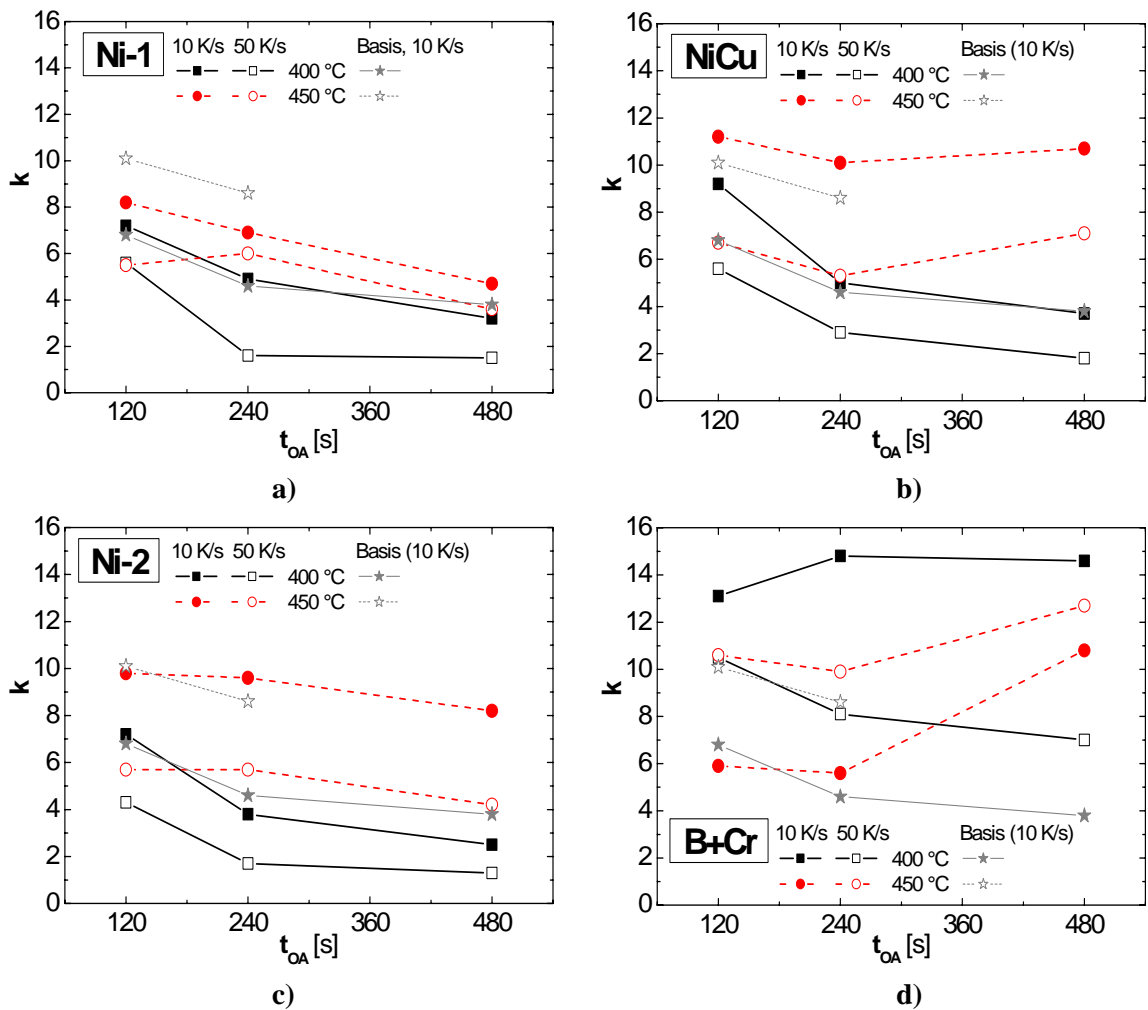 16
14
12
10
8
6
4
2
0
k
Ni-1
10 K/s 50 K/s Basis, 10 K/s
400 °C
450 °C
120 240 360 480
tOA [s]
a)
16
14
12
10
8
6
4
2
0
k
NiCu
10 K/s 50 K/s Basis (10 K/s)
400 °C
450 °C
120 240 360 480
tOA [s]
b)
16
14
12
10
8
6
4
2
0
k
Ni-2
10 K/s 50 K/s Basis (10 K/s)
400 °C
450 °C
120 240 360 480
tOA [s]
c)
16
14
12
10
8
6
4
2
0
k
B+Cr
10 K/s 50 K/s Basis (10 K/s)
400 °C
450 °C
120 240 360 480
tOA [s]
d)